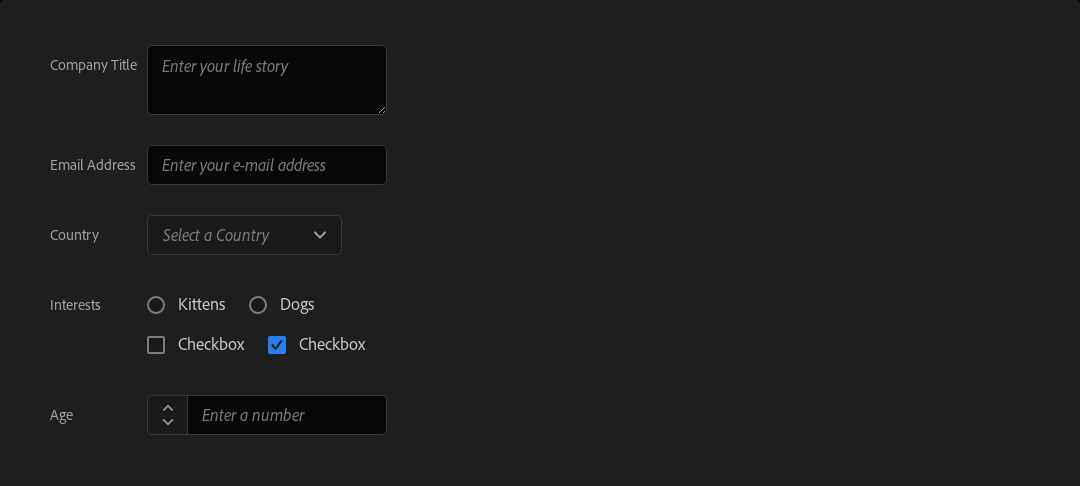 Company Title Enter your life story
Email Address Enter your e-mail address
Country Select a Country
Interests Kittens Dogs
Checkbox Checkbox
Age Enter a number